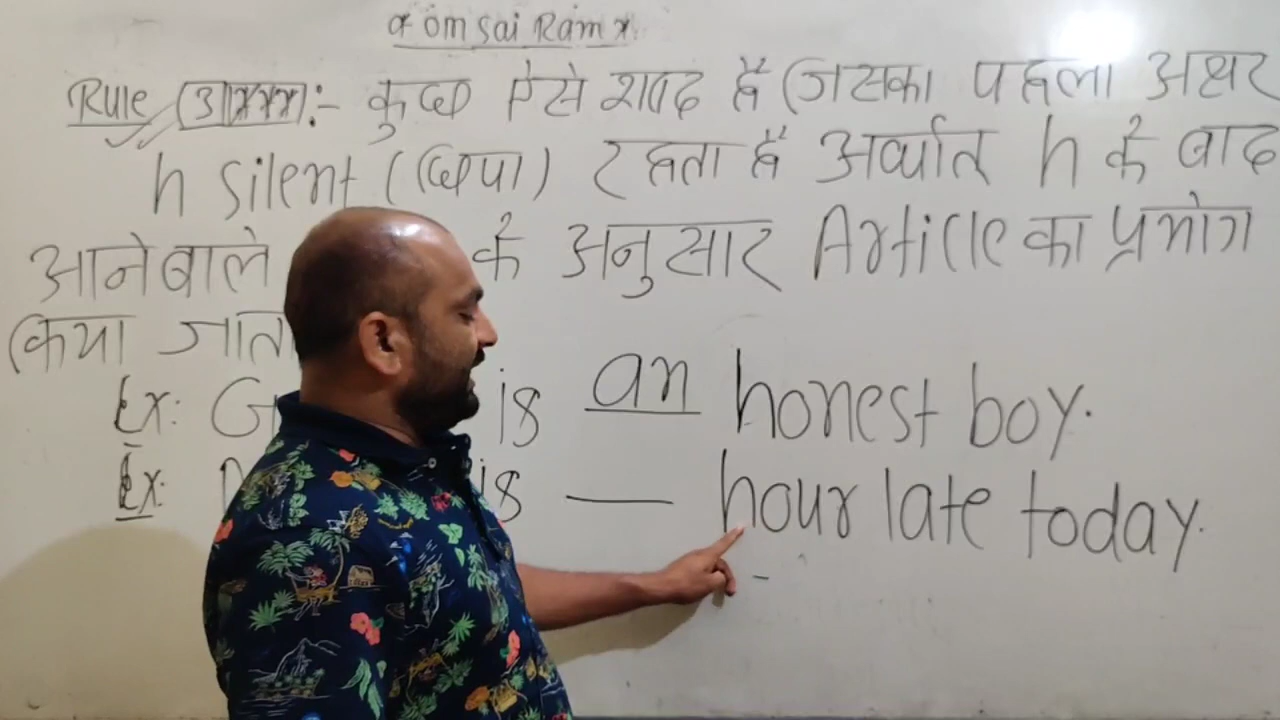 om Sai Ram
Rule :- कुछ ऐसे शब्द हैं जिसका पहला अक्षर
h silent (छिपा) रहता है अर्थात h के बाद
आनेबाले के अनुसार Article का प्रयोग
किया जाता
Ex: is an honest boy.
Ex: is — hour late today.